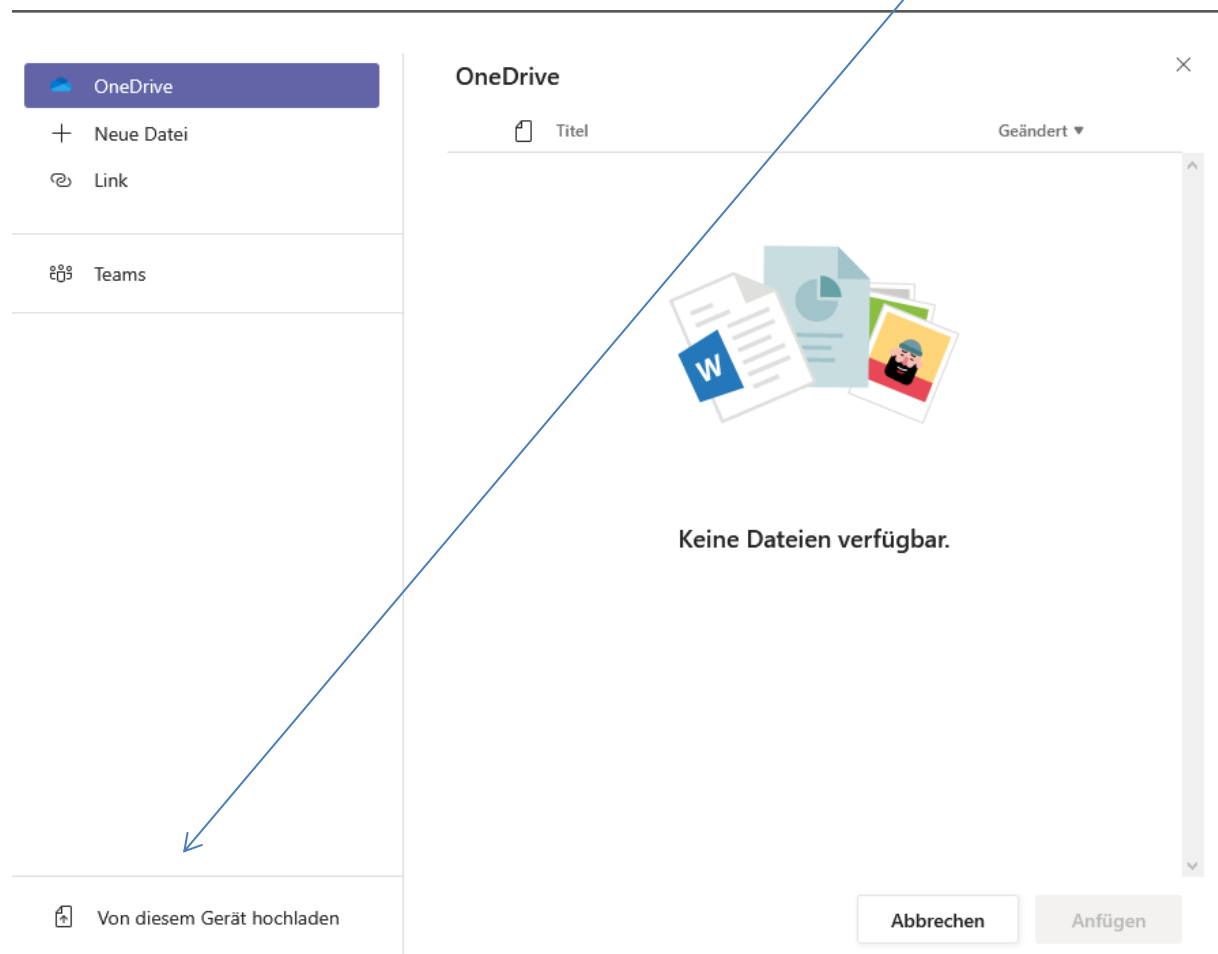 OneDrive
Neue Datei
Link
Teams
Von diesem Gerät hochladen
OneDrive
Titel
Geändert
W
Keine Dateien verfügbar.
Abbrechen
Anfügen